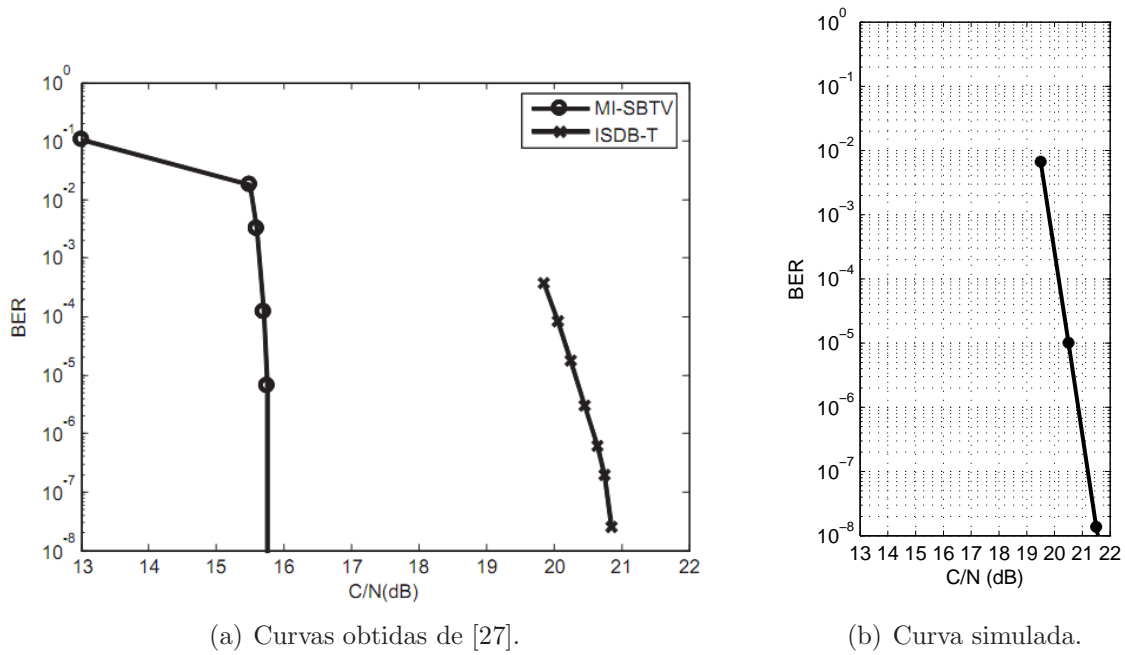 10^0
10^-1
10^-2
10^-3
10^-4
10^-5
10^-6
10^-7
10^-8
BER
13 14 15 16 17 18 19 20 21 22
C/N(dB)
MI-SBTV
ISDB-T
(a) Curvas obtidas de [27].
10^0
10^−1
10^−2
10^−3
10^−4
10^−5
10^−6
10^−7
10^−8
BER
13 14 15 16 17 18 19 20 21 22
C/N (dB)
(b) Curva simulada.